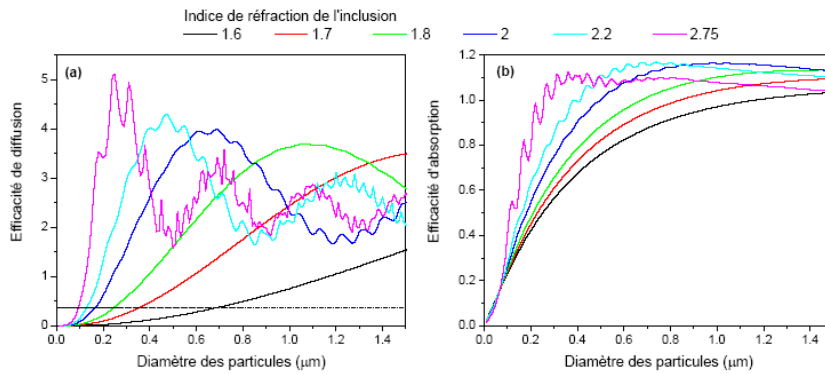 Indice de réfraction de l'inclusion
1.6 1.7 1.8 2 2.2 2.75
(a)
Efficacité de diffusion
5
4
3
2
1
0
0.0 0.2 0.4 0.6 0.8 1.0 1.2 1.4
Diamètre des particules (µm)
(b)
Efficacité d'absorption
1.2
1.0
0.8
0.6
0.4
0.2
0.0
0.0 0.2 0.4 0.6 0.8 1.0 1.2 1.4
Diamètre des particules (µm)